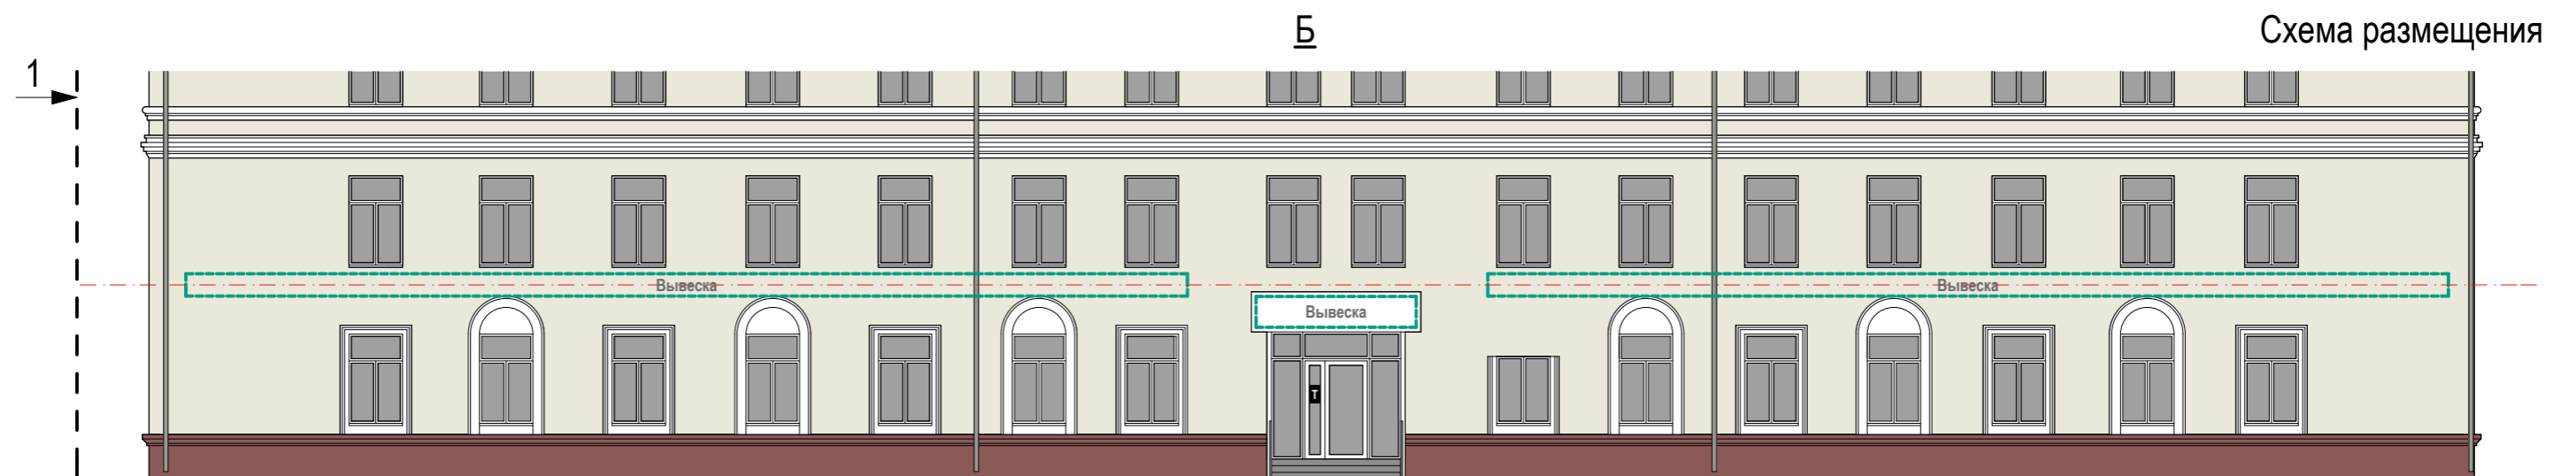 Б
Схема размещения
1
Вывеска
Вывеска
Вывеска
Т